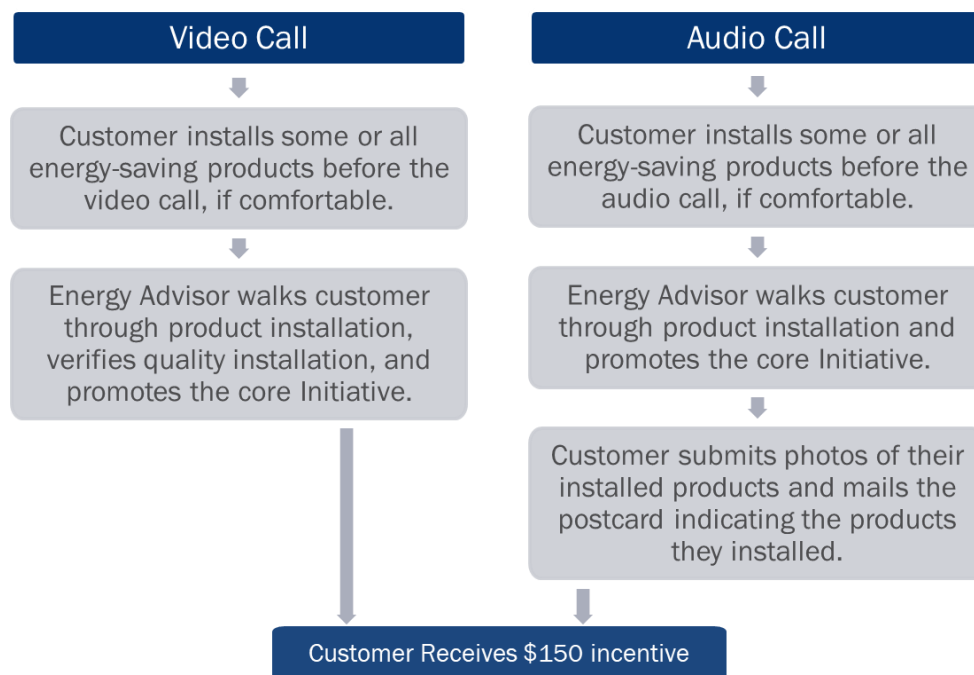 Video Call
Customer installs some or all
energy-saving products before the
video call, if comfortable.
Energy Advisor walks customer
through product installation,
verifies quality installation, and
promotes the core Initiative.
Audio Call
Customer installs some or all
energy-saving products before the
audio call, if comfortable.
Energy Advisor walks customer
through product installation and
promotes the core Initiative.
Customer submits photos of their
installed products and mails the
postcard indicating the products
they installed.
Customer Receives $150 incentive